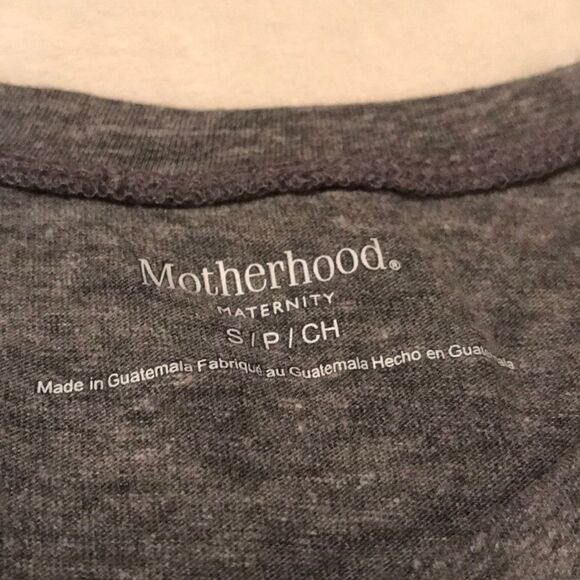 Motherhood®
MATERNITY
S/P/CH
Made in Guatemala Fabriqué au Guatemala Hecho en Guatemala